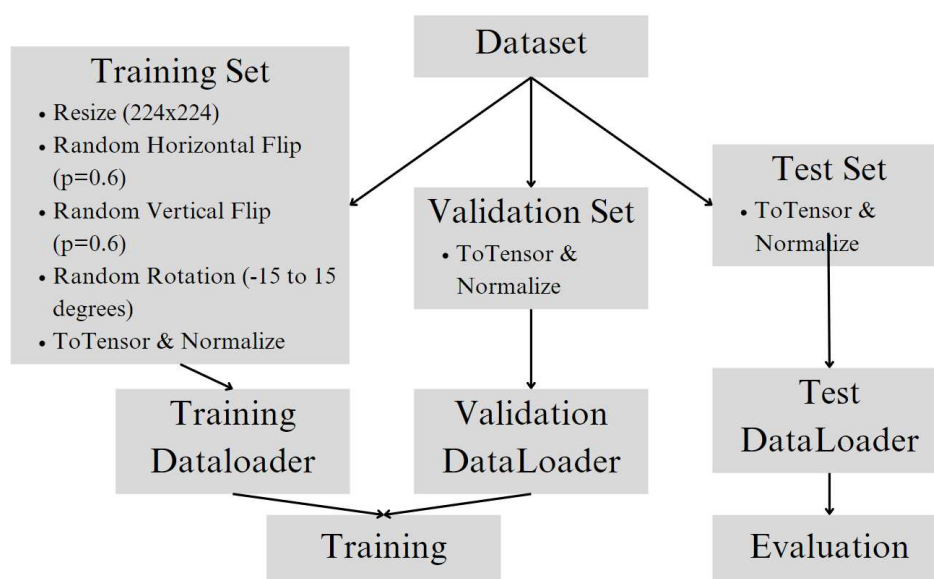 Dataset
Training Set
• Resize (224x224)
• Random Horizontal Flip
(p=0.6)
• Random Vertical Flip
(p=0.6)
• Random Rotation (-15 to 15
degrees)
• ToTensor & Normalize
Validation Set
• ToTensor &
Normalize
Test Set
• ToTensor &
Normalize
Training
Dataloader
Validation
DataLoader
Test
DataLoader
Training
Evaluation